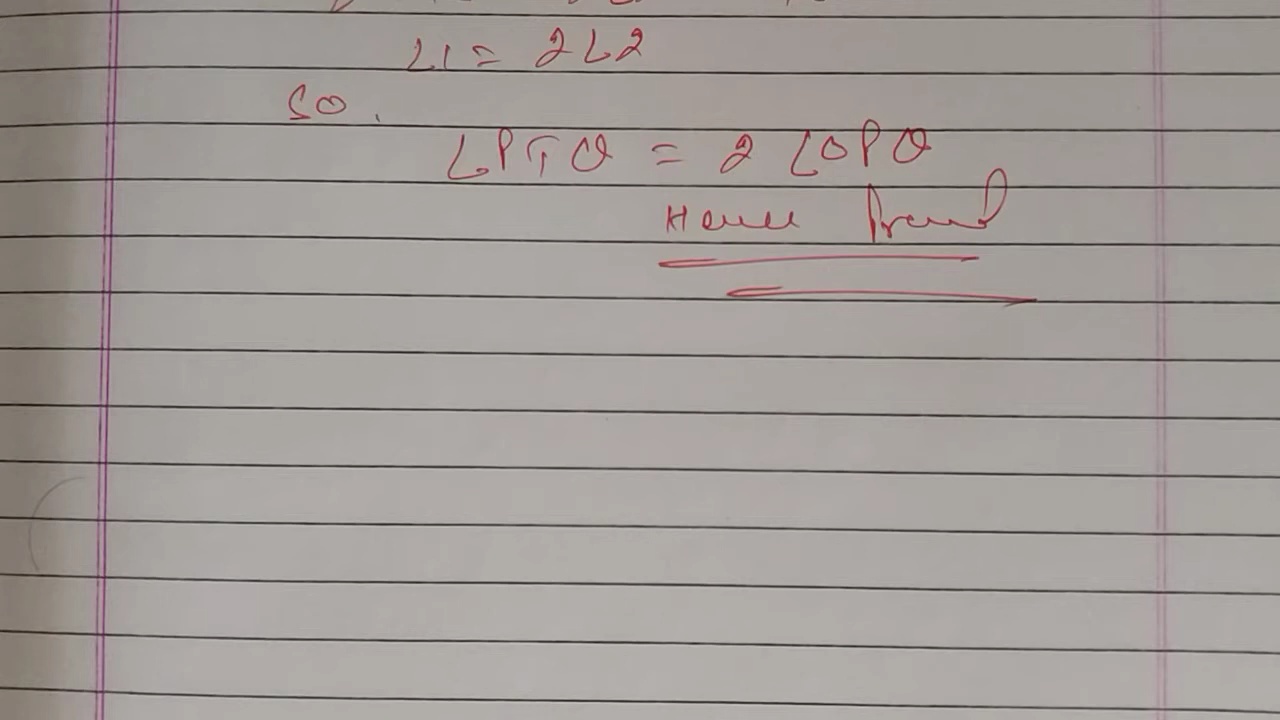 ∠1 = 2∠2
So,
∠PTQ = 2 ∠OPQ
Hence Proved